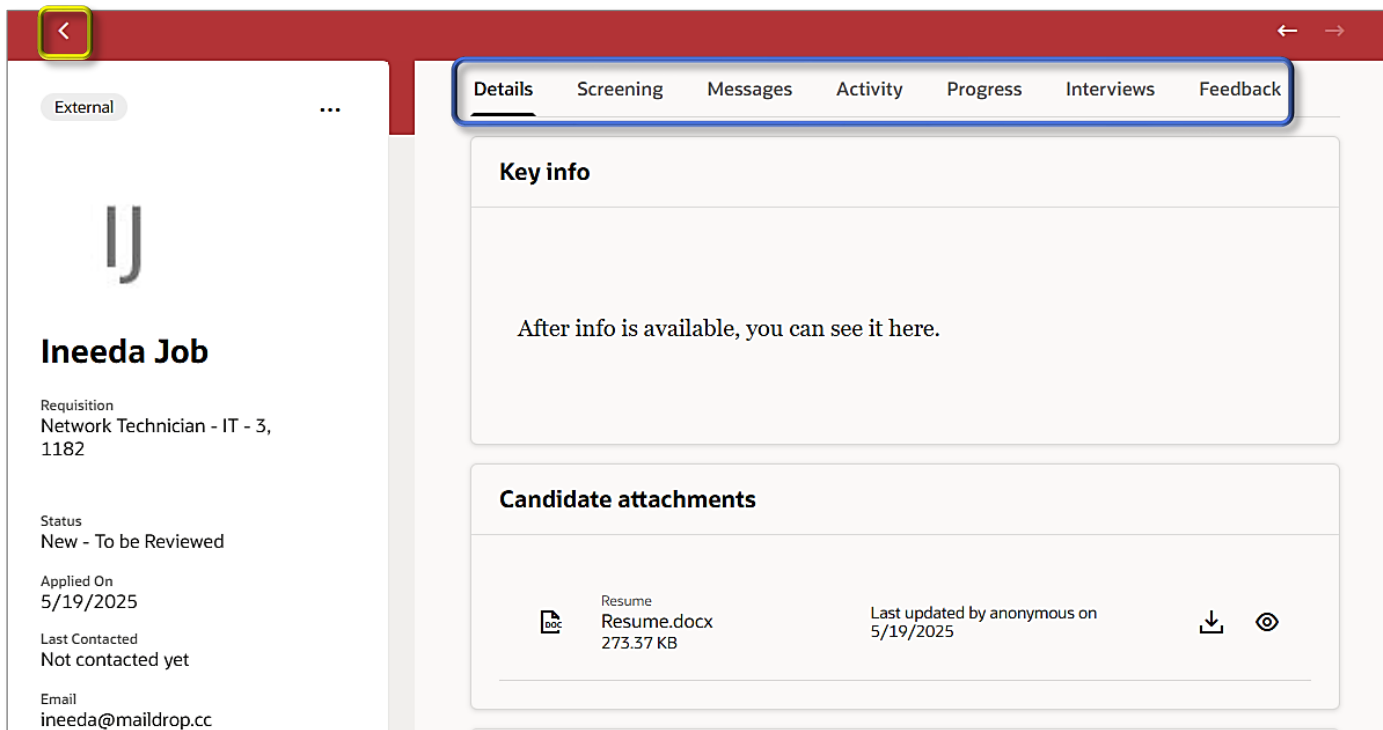 External
...
IJ
Ineeda Job
Requisition
Network Technician - IT - 3,
1182
Status
New - To be Reviewed
Applied On
5/19/2025
Last Contacted
Not contacted yet
Email
ineeda@maildrop.cc
Details Screening Messages Activity Progress Interviews Feedback
Key info
After info is available, you can see it here.
Candidate attachments
DOC
Resume
Resume.docx
273.37 KB
Last updated by anonymous on
5/19/2025